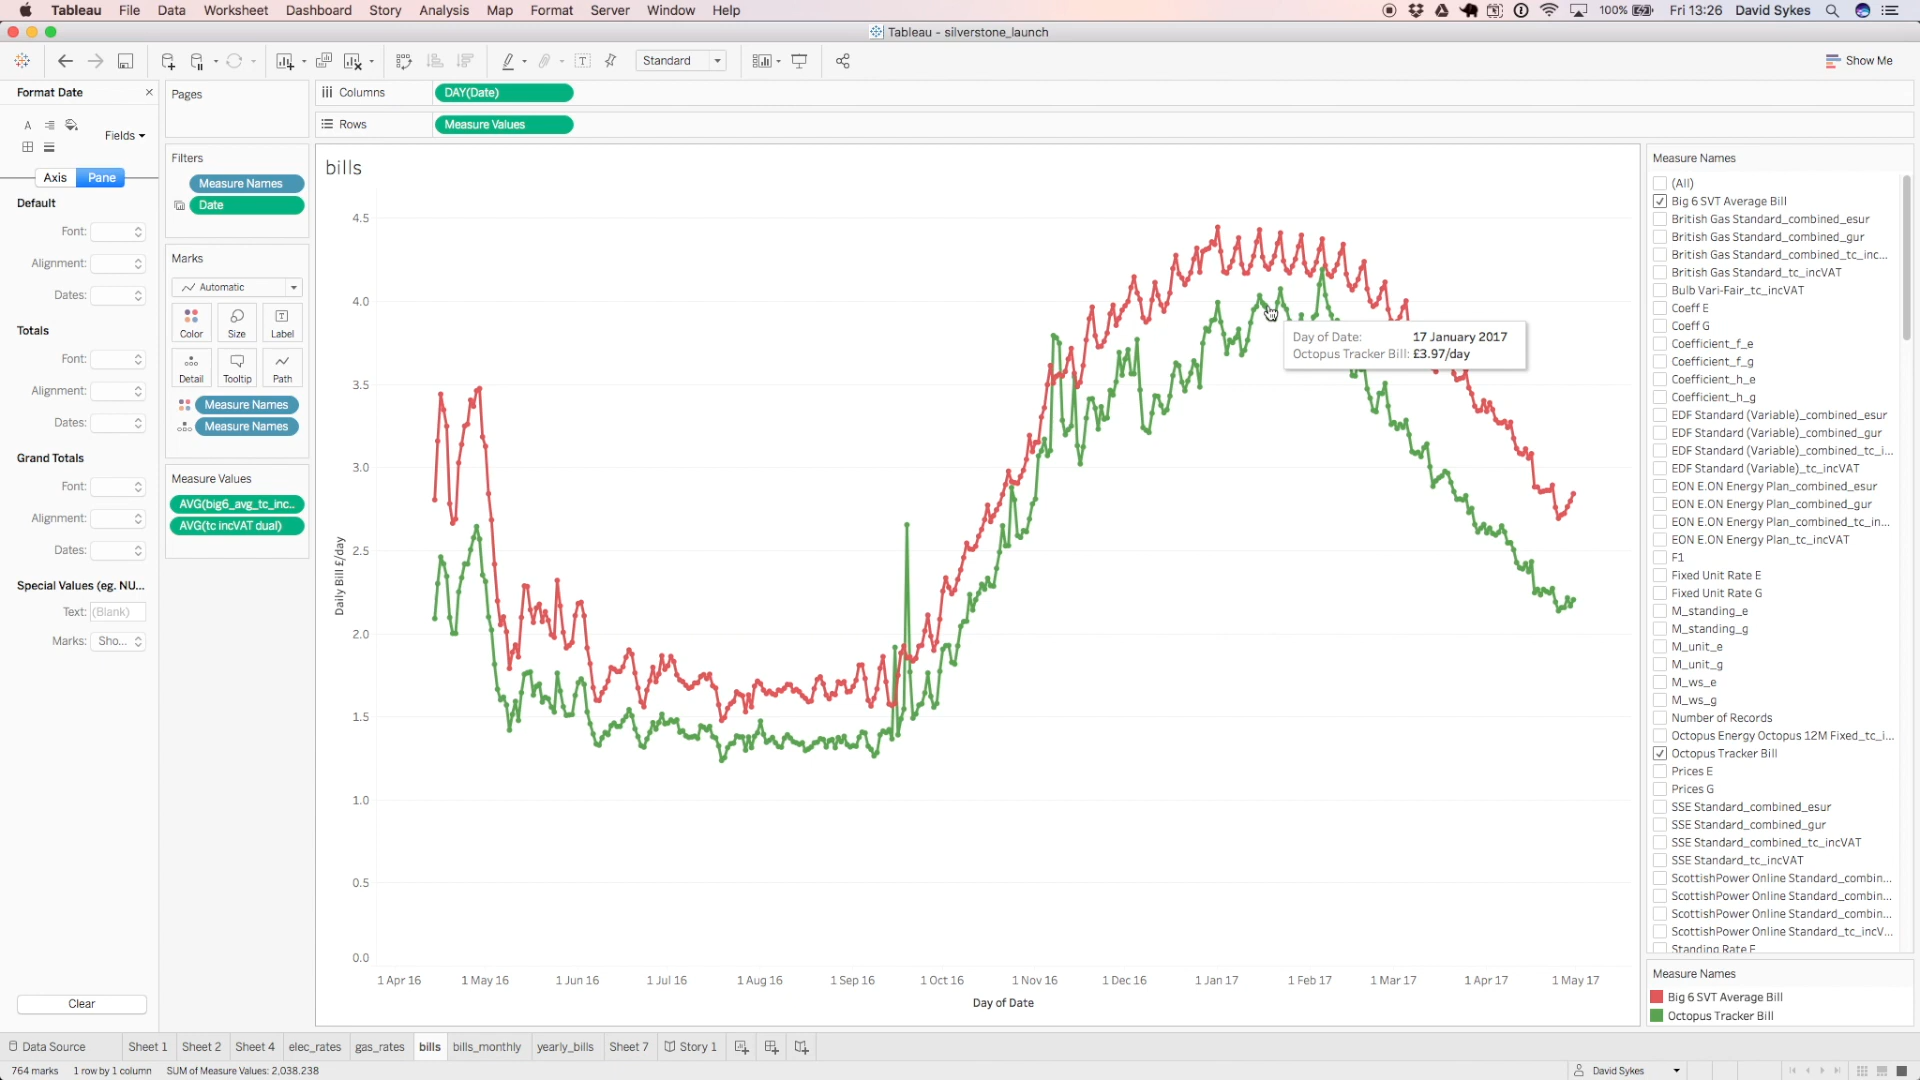 Tableau File Data Worksheet Dashboard Story Analysis Map Format Server Window Help 100% Fri 13:26 David Sykes
Tableau - silverstone_launch
Standard Show Me
Format Date
Fields
Axis Pane
Default
Font:
Alignment:
Dates:
Totals
Font:
Alignment:
Dates:
Grand Totals
Font:
Alignment:
Dates:
Special Values (eg. NU...
Text: (Blank)
Marks: Sho...
Clear
Pages
Filters
Measure Names
Date
Marks
Automatic
Color Size Label
Detail Tooltip Path
Measure Names
Measure Names
Measure Values
AVG(big6_avg_tc_inc..
AVG(tc incVAT dual)
Columns DAY(Date)
Rows Measure Values
bills
4.5
4.0
3.5
3.0
2.5
2.0
1.5
1.0
0.5
0.0
Daily Bill £/day
Day of Date: 17 January 2017
Octopus Tracker Bill: £3.97/day
1 Apr 16 1 May 16 1 Jun 16 1 Jul 16 1 Aug 16 1 Sep 16 1 Oct 16 1 Nov 16 1 Dec 16 1 Jan 17 1 Feb 17 1 Mar 17 1 Apr 17 1 May 17
Day of Date
Measure Names
(All)
Big 6 SVT Average Bill
British Gas Standard_combined_esur
British Gas Standard_combined_gur
British Gas Standard_combined_tc_inc...
British Gas Standard_tc_incVAT
Bulb Vari-Fair_tc_incVAT
Coeff E
Coeff G
Coefficient_f_e
Coefficient_f_g
Coefficient_h_e
Coefficient_h_g
EDF Standard (Variable)_combined_esur
EDF Standard (Variable)_combined_gur
EDF Standard (Variable)_combined_tc_i...
EDF Standard (Variable)_tc_incVAT
EON E.ON Energy Plan_combined_esur
EON E.ON Energy Plan_combined_gur
EON E.ON Energy Plan_combined_tc_in...
EON E.ON Energy Plan_tc_incVAT
F1
Fixed Unit Rate E
Fixed Unit Rate G
M_standing_e
M_standing_g
M_unit_e
M_unit_g
M_ws_e
M_ws_g
Number of Records
Octopus Energy Octopus 12M Fixed_tc_i...
Octopus Tracker Bill
Prices E
Prices G
SSE Standard_combined_esur
SSE Standard_combined_gur
SSE Standard_combined_tc_incVAT
SSE Standard_tc_incVAT
ScottishPower Online Standard_combin...
ScottishPower Online Standard_combin...
ScottishPower Online Standard_combin...
ScottishPower Online Standard_tc_incV...
Standing Rate E
Measure Names
Big 6 SVT Average Bill
Octopus Tracker Bill
Data Source Sheet 1 Sheet 2 Sheet 4 elec_rates gas_rates bills bills_monthly yearly_bills Sheet 7 Story 1
764 marks 1 row by 1 column SUM of Measure Values: 2,038.238 David Sykes